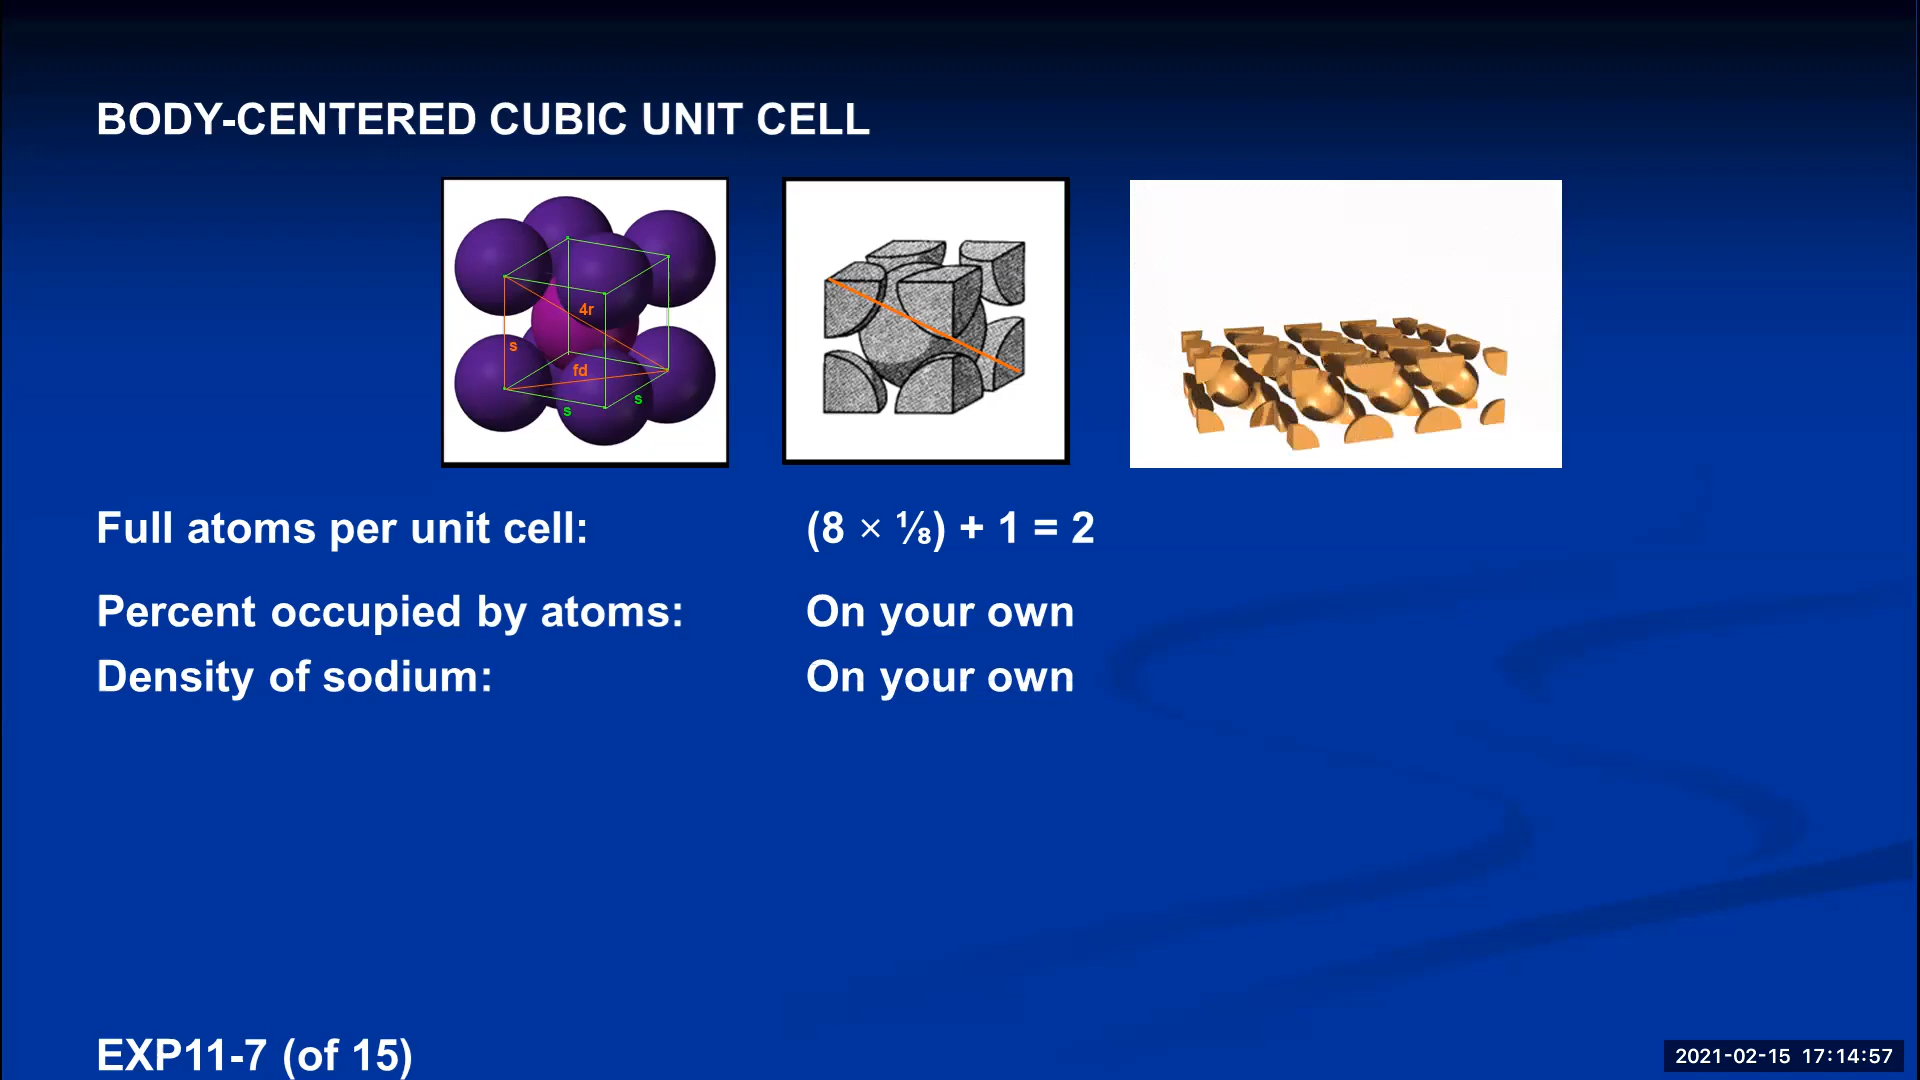 BODY-CENTERED CUBIC UNIT CELL
4r
s
fd
s
s
Full atoms per unit cell: (8 × ⅛) + 1 = 2
Percent occupied by atoms: On your own
Density of sodium: On your own
EXP11-7 (of 15)
2021-02-15 17:14:57